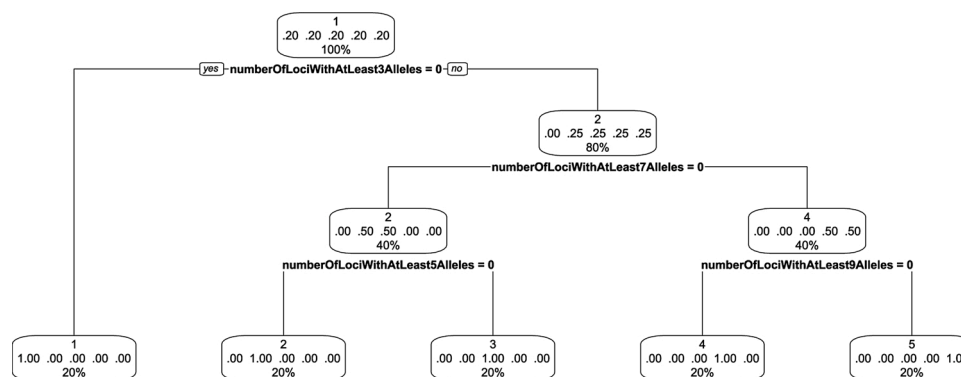 1
.20 .20 .20 .20 .20
100%
yes numberOfLociWithAtLeast3Alleles = 0 no
2
.00 .25 .25 .25 .25
80%
numberOfLociWithAtLeast7Alleles = 0
2
.00 .50 .50 .00 .00
40%
4
.00 .00 .00 .50 .50
40%
numberOfLociWithAtLeast5Alleles = 0
numberOfLociWithAtLeast9Alleles = 0
1
1.00 .00 .00 .00 .00
20%
2
.00 1.00 .00 .00 .00
20%
3
.00 .00 1.00 .00 .00
20%
4
.00 .00 .00 1.00 .00
20%
5
.00 .00 .00 .00 1.0
20%